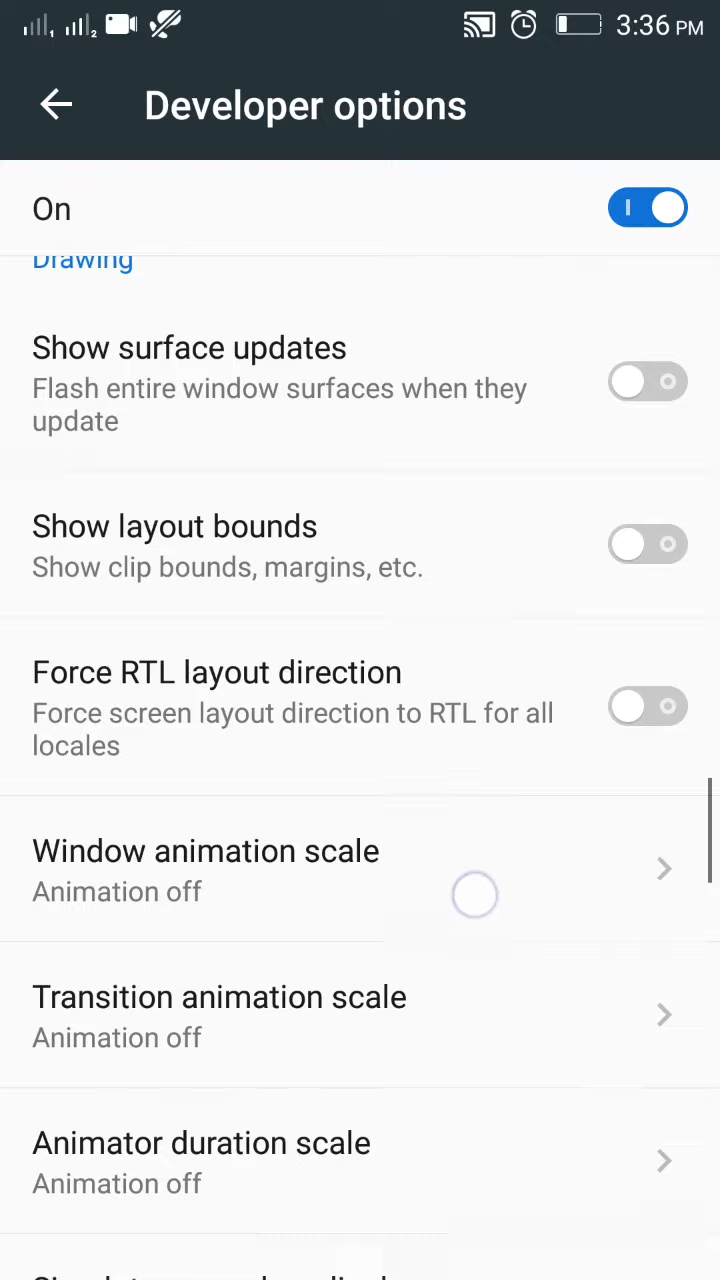 1 2 3:36 PM
Developer options
On
Drawing
Show surface updates
Flash entire window surfaces when they
update
Show layout bounds
Show clip bounds, margins, etc.
Force RTL layout direction
Force screen layout direction to RTL for all
locales
Window animation scale
Animation off
Transition animation scale
Animation off
Animator duration scale
Animation off